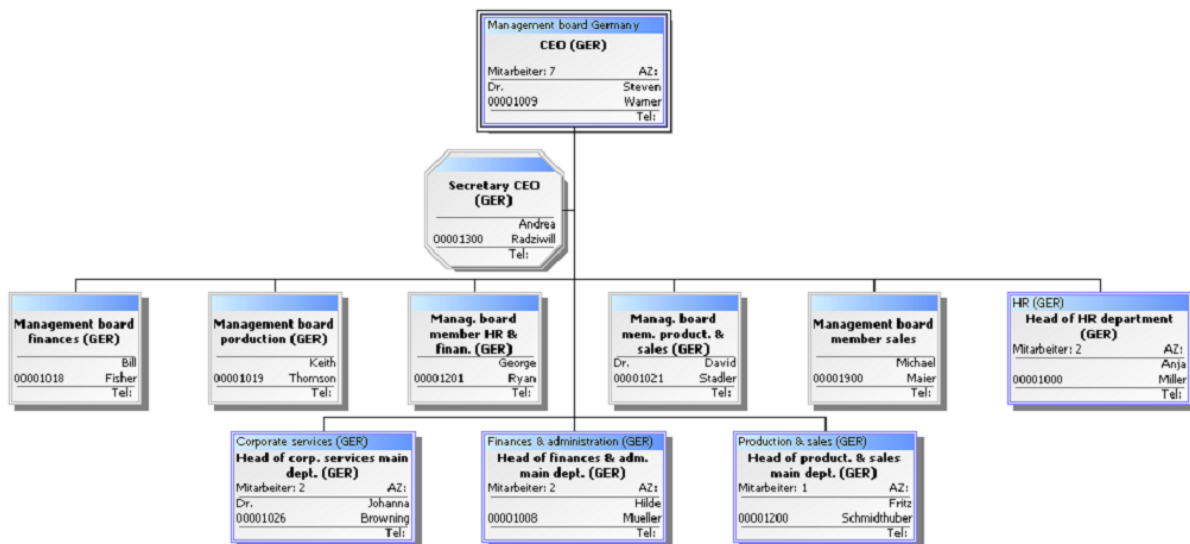 Management board Germany
CEO (GER)
Mitarbeiter: 7 AZ:
Dr. Steven
00001009 Warner
Tel:
Secretary CEO
(GER)
Andrea
00001300 Radziwill
Tel:
Management board
finances (GER)
Bill
00001018 Fisher
Tel:
Management board
porduction (GER)
Keith
00001019 Thomson
Tel:
Manag. board
member HR &
finan. (GER)
George
00001201 Ryan
Tel:
Manag. board
mem. product. &
sales (GER)
Dr. David
00001021 Stadler
Tel:
Management board
member sales
Michael
00001900 Maier
Tel:
HR (GER)
Head of HR department
(GER)
Mitarbeiter: 2 AZ:
Anja
00001000 Miller
Tel:
Corporate services (GER)
Head of corp. services main
dept. (GER)
Mitarbeiter: 2 AZ:
Dr. Johanna
00001026 Browning
Tel:
Finances & administration (GER)
Head of finances & adm.
main dept. (GER)
Mitarbeiter: 2 AZ:
Hilde
00001008 Mueller
Tel:
Production & sales (GER)
Head of product. & sales
main dept. (GER)
Mitarbeiter: 1 AZ:
Fritz
00001200 Schmidthuber
Tel: